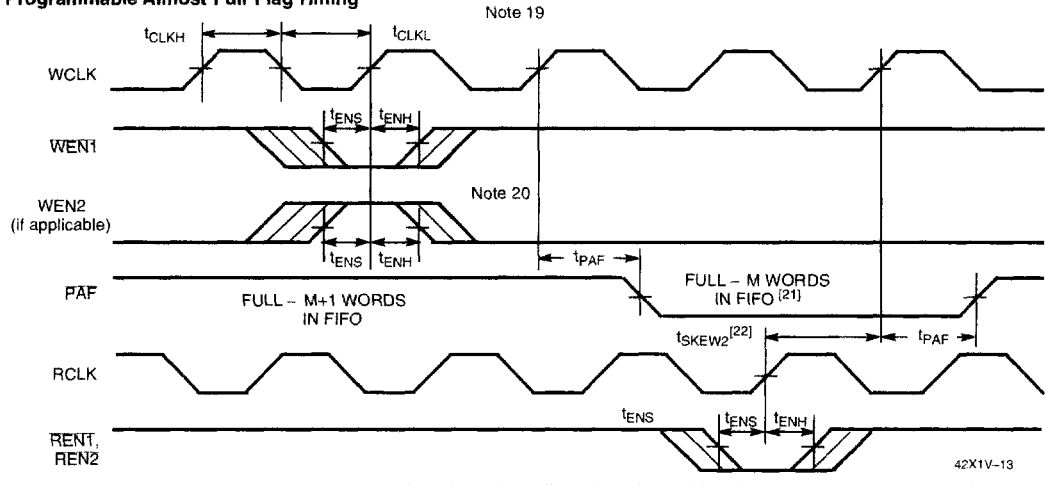 Programmable Almost Full Flag Timing
Note 19
tCLKH
tCLKL
WCLK
tENS
tENH
WEN1
WEN2
(if applicable)
Note 20
tENS
tENH
tPAF
PAF
FULL – M+1 WORDS
IN FIFO
FULL – M WORDS
IN FIFO [21]
tSKEW2[22]
tPAF
RCLK
tENS
tENS
tENH
REN1,
REN2
42X1V–13